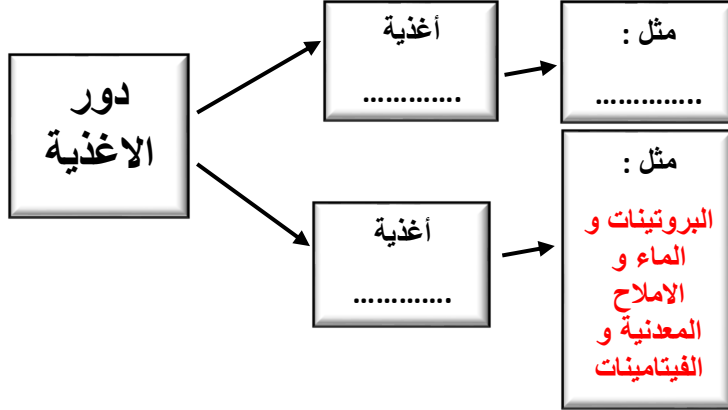 دور
الاغذية
أغذية
.............
مثل :
..............
أغذية
.............
مثل :
البروتينات و
الماء و
الاملاح
المعدنية و
الفيتامينات